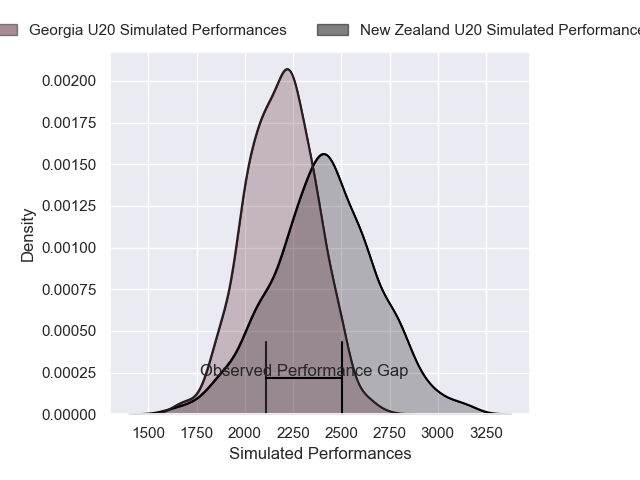 Georgia U20 Simulated Performances
New Zealand U20 Simulated Performance
0.00200
0.00175
0.00150
0.00125
0.00100
0.00075
0.00050
0.00025
0.00000
Density
Observed Performance Gap
1500 1750 2000 2250 2500 2750 3000 3250
Simulated Performances